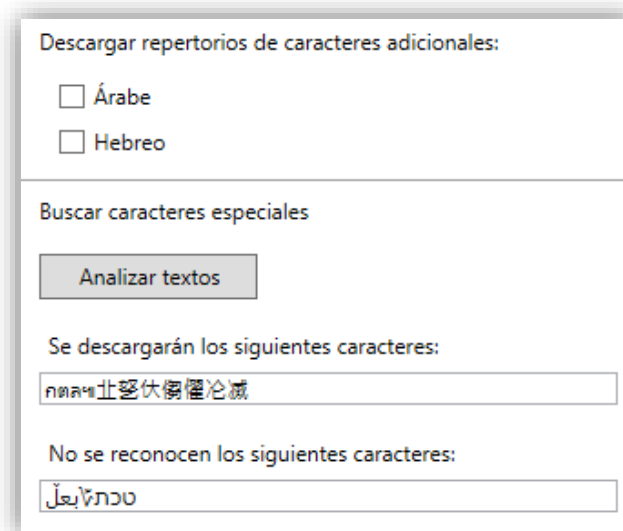 Descargar repertorios de caracteres adicionales:
Árabe
Hebreo
Buscar caracteres especiales
Analizar textos
Se descargarán los siguientes caracteres:
No se reconocen los siguientes caracteres: